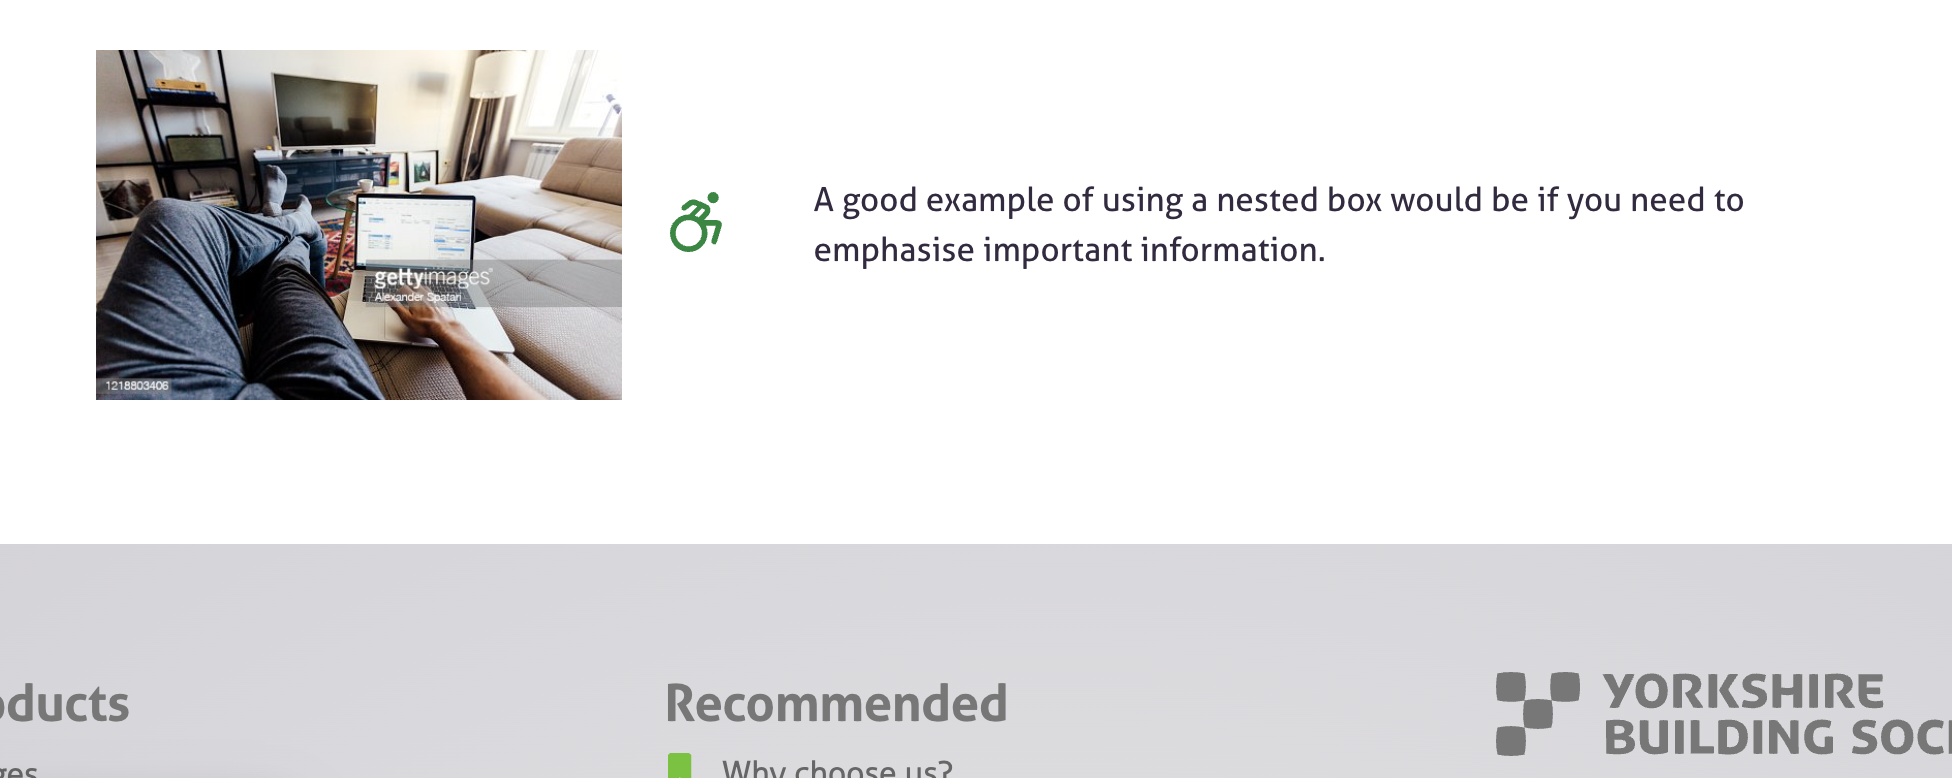 gettyimages®
Alexander Spatari
1218803406
A good example of using a nested box would be if you need to
emphasise important information.
oducts
Recommended
YORKSHIRE
BUILDING SOCI
ges
Why choose us?